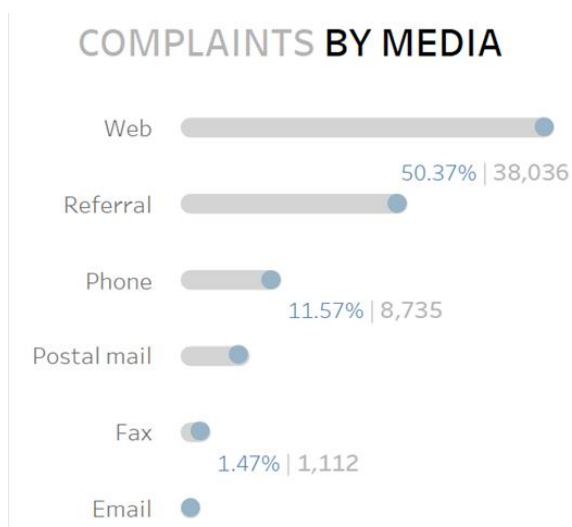 COMPLAINTS BY MEDIA
Web
50.37% | 38,036
Referral
Phone
11.57% | 8,735
Postal mail
Fax
1.47% | 1,112
Email